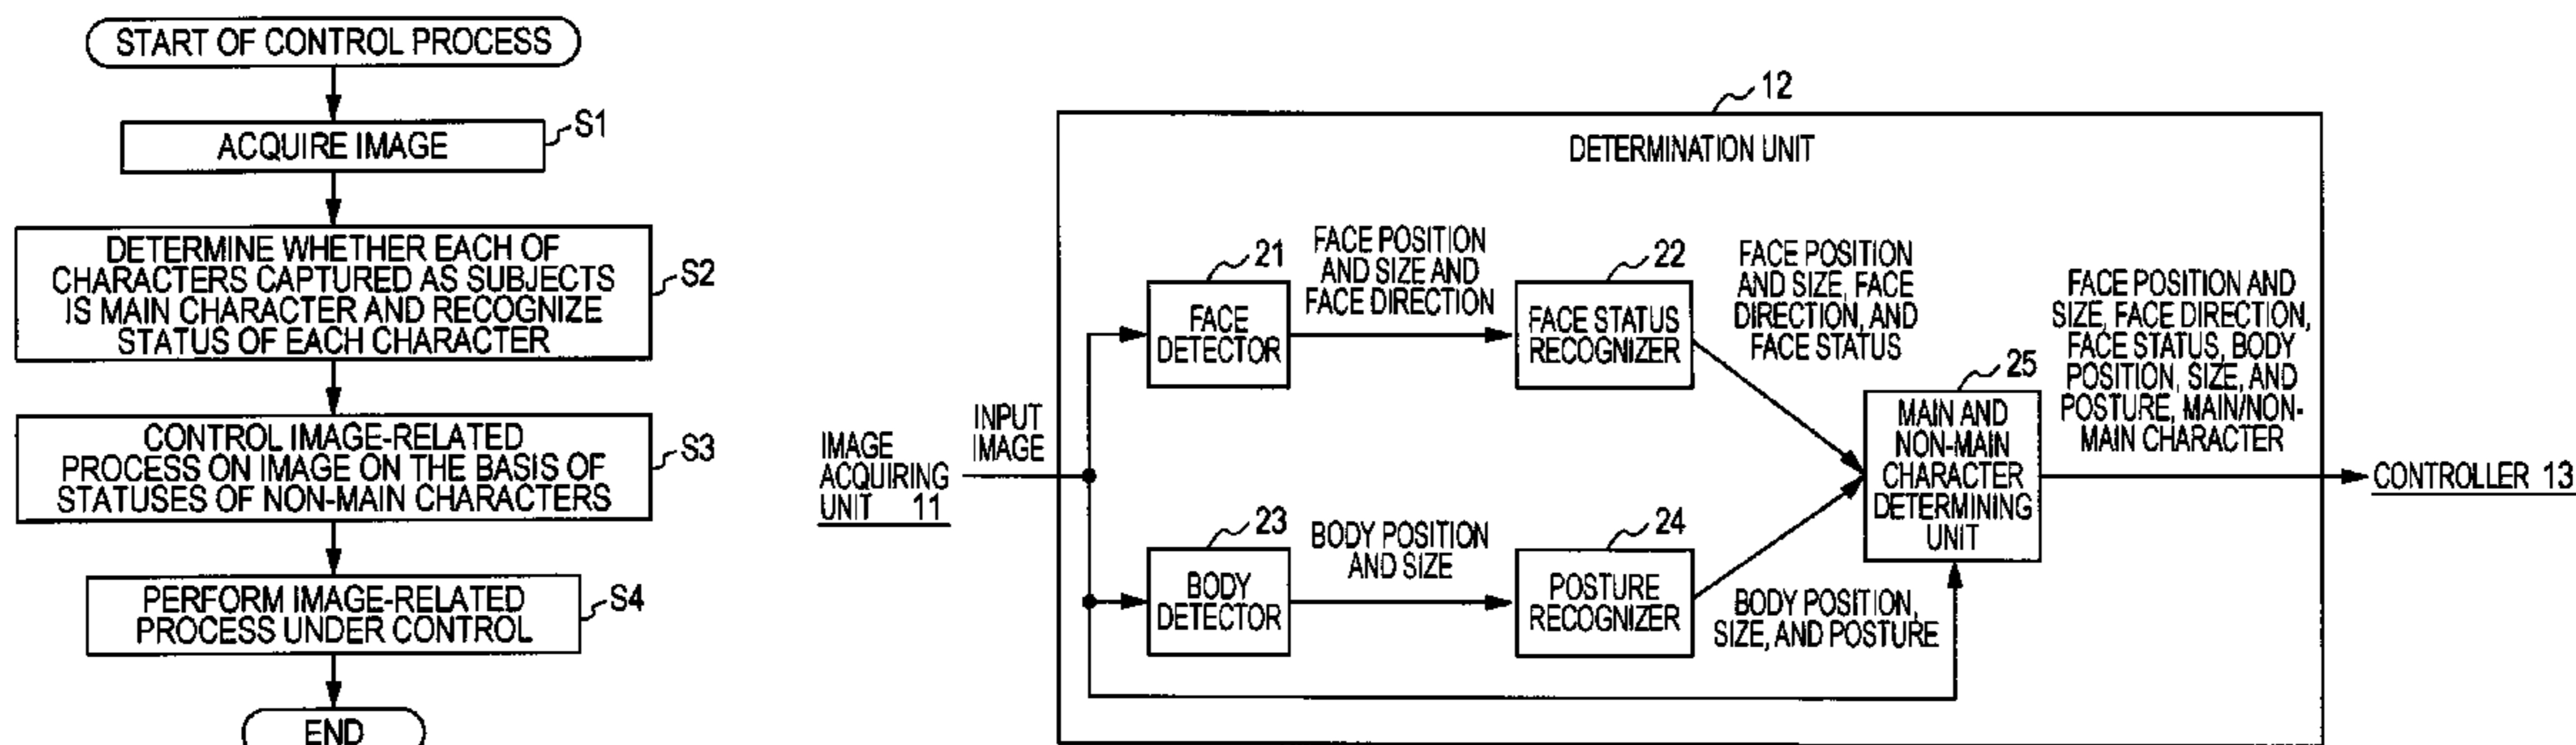 START OF CONTROL PROCESS
S1
ACQUIRE IMAGE
DETERMINE WHETHER EACH OF
CHARACTERS CAPTURED AS SUBJECTS
IS MAIN CHARACTER AND RECOGNIZE
STATUS OF EACH CHARACTER
S2
CONTROL IMAGE-RELATED
PROCESS ON IMAGE ON THE BASIS OF
STATUSES OF NON-MAIN CHARACTERS
S3
PERFORM IMAGE-RELATED
PROCESS UNDER CONTROL
S4
END
12
DETERMINATION UNIT
IMAGE
ACQUIRING
UNIT 11
INPUT
IMAGE
21
FACE
DETECTOR
FACE POSITION
AND SIZE AND
FACE DIRECTION
22
FACE STATUS
RECOGNIZER
FACE POSITION
AND SIZE, FACE
DIRECTION, AND
FACE STATUS
23
BODY
DETECTOR
BODY POSITION
AND SIZE
24
POSTURE
RECOGNIZER
BODY POSITION,
SIZE, AND POSTURE
25
MAIN AND
NON-MAIN
CHARACTER
DETERMINING
UNIT
FACE POSITION AND
SIZE, FACE DIRECTION,
FACE STATUS, BODY
POSITION, SIZE, AND
POSTURE, MAIN/NON-
MAIN CHARACTER
CONTROLLER 13